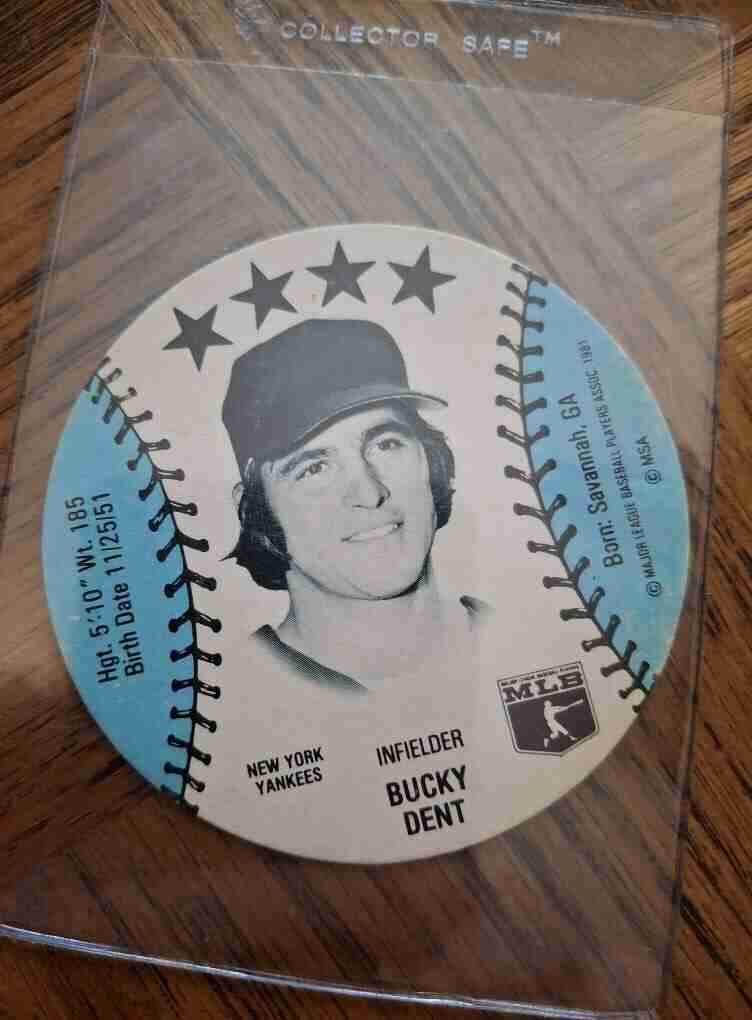 COLLECTOR SAFE™
Hgt. 5'10" Wt. 185
Birth Date 11/25/51
Born: Savannah, GA
© MAJOR LEAGUE BASEBALL PLAYERS ASSOC 1981
© MSA
MLB
NEW YORK
YANKEES
INFIELDER
BUCKY
DENT